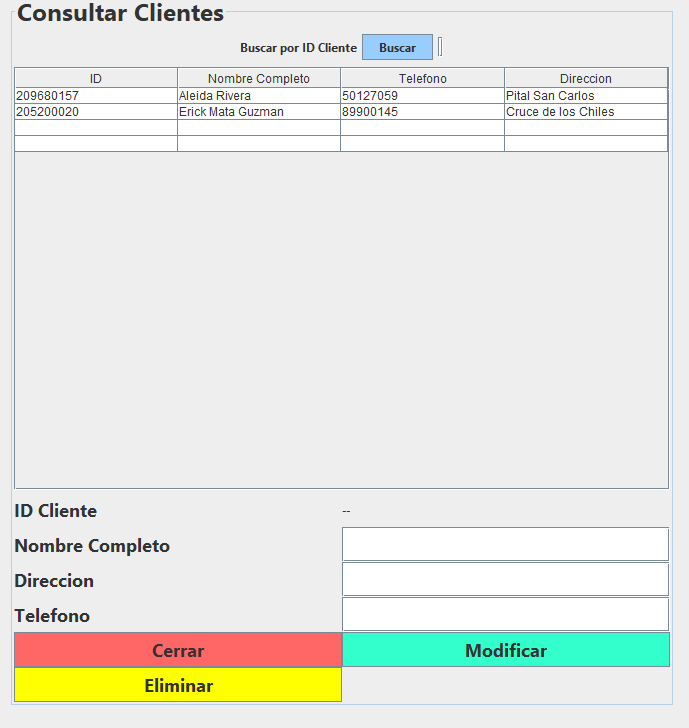 Consultar Clientes
Buscar por ID Cliente Buscar
ID Nombre Completo Telefono Direccion
209680157 Aleida Rivera 50127059 Pital San Carlos
205200020 Erick Mata Guzman 89900145 Cruce de los Chiles
ID Cliente --
Nombre Completo
Direccion
Telefono
Cerrar Modificar
Eliminar